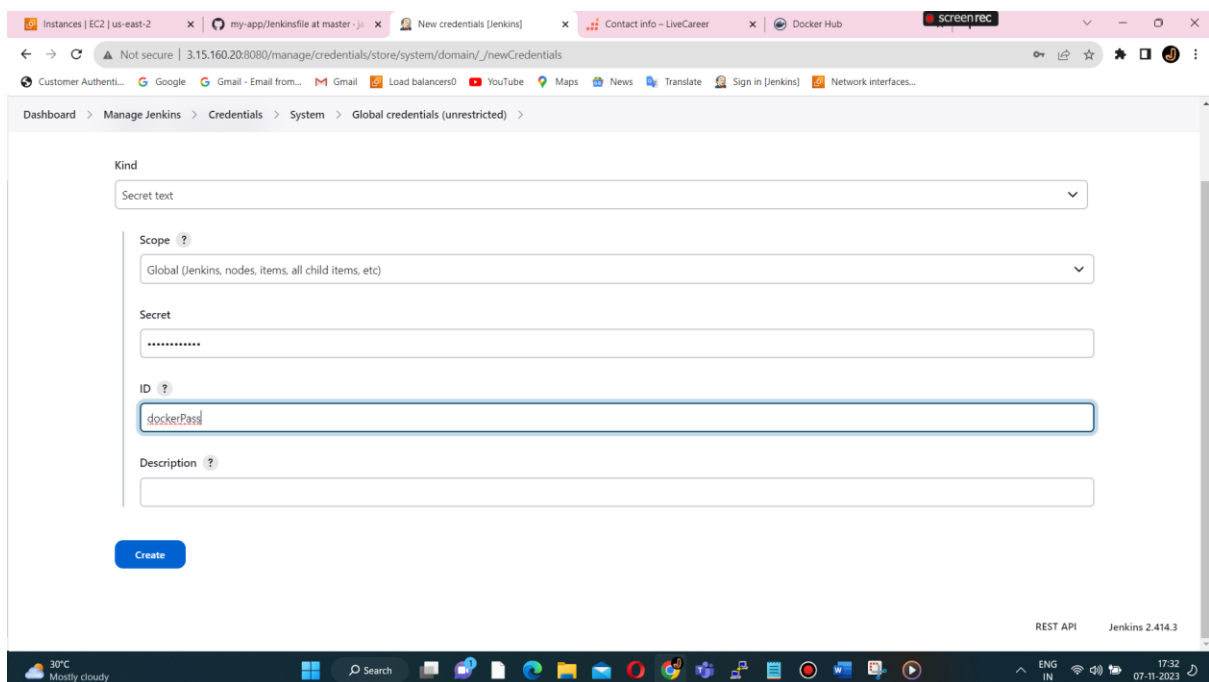 Instances | EC2 | us-east-2 my-app/Jenkinsfile at master · ja New credentials [Jenkins] Contact info – LiveCareer Docker Hub screenrec
Not secure | 3.15.160.20:8080/manage/credentials/store/system/domain/_/newCredentials
Customer Authenti... Google Gmail - Email from... Gmail Load balancers0 YouTube Maps News Translate Sign in [Jenkins] Network interfaces...
Dashboard > Manage Jenkins > Credentials > System > Global credentials (unrestricted) >
Kind
Secret text
Scope ?
Global (Jenkins, nodes, items, all child items, etc)
Secret
••••••••••••
ID ?
dockerPass
Description ?
Create
REST API Jenkins 2.414.3
30°C
Mostly cloudy
Search
ENG
IN
17:32
07-11-2023